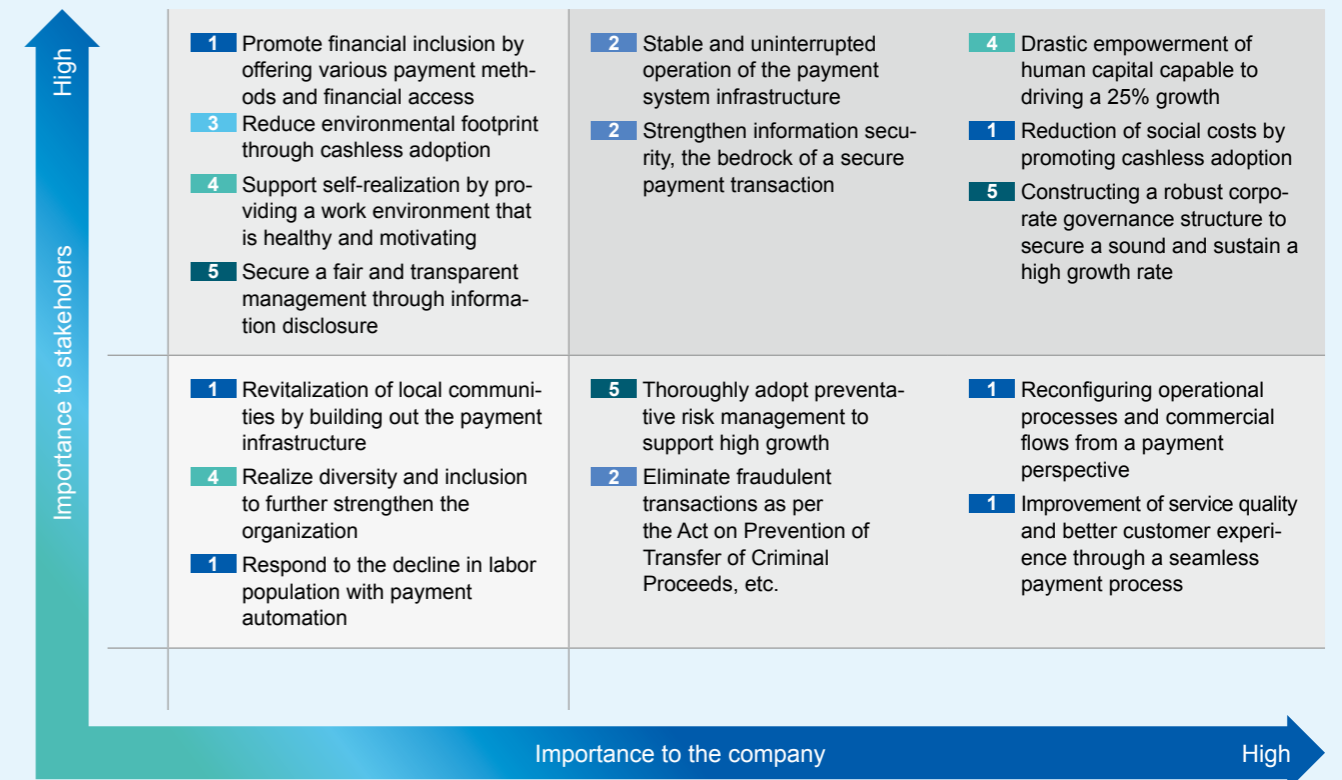 High
Importance to stakeholers
1 Promote financial inclusion by
offering various payment meth-
ods and financial access
3 Reduce environmental footprint
through cashless adoption
4 Support self-realization by pro-
viding a work environment that
is healthy and motivating
5 Secure a fair and transparent
management through informa-
tion disclosure
2 Stable and uninterrupted
operation of the payment
system infrastructure
2 Strengthen information secu-
rity, the bedrock of a secure
payment transaction
4 Drastic empowerment of
human capital capable to
driving a 25% growth
1 Reduction of social costs by
promoting cashless adoption
5 Constructing a robust corpo-
rate governance structure to
secure a sound and sustain a
high growth rate
1 Revitalization of local communi-
ties by building out the payment
infrastructure
4 Realize diversity and inclusion
to further strengthen the
organization
1 Respond to the decline in labor
population with payment
automation
5 Thoroughly adopt preventa-
tive risk management to
support high growth
2 Eliminate fraudulent
transactions as per
the Act on Prevention of
Transfer of Criminal
Proceeds, etc.
1 Reconfiguring operational
processes and commercial
flows from a payment
perspective
1 Improvement of service quality
and better customer experi-
ence through a seamless
payment process
Importance to the company
High